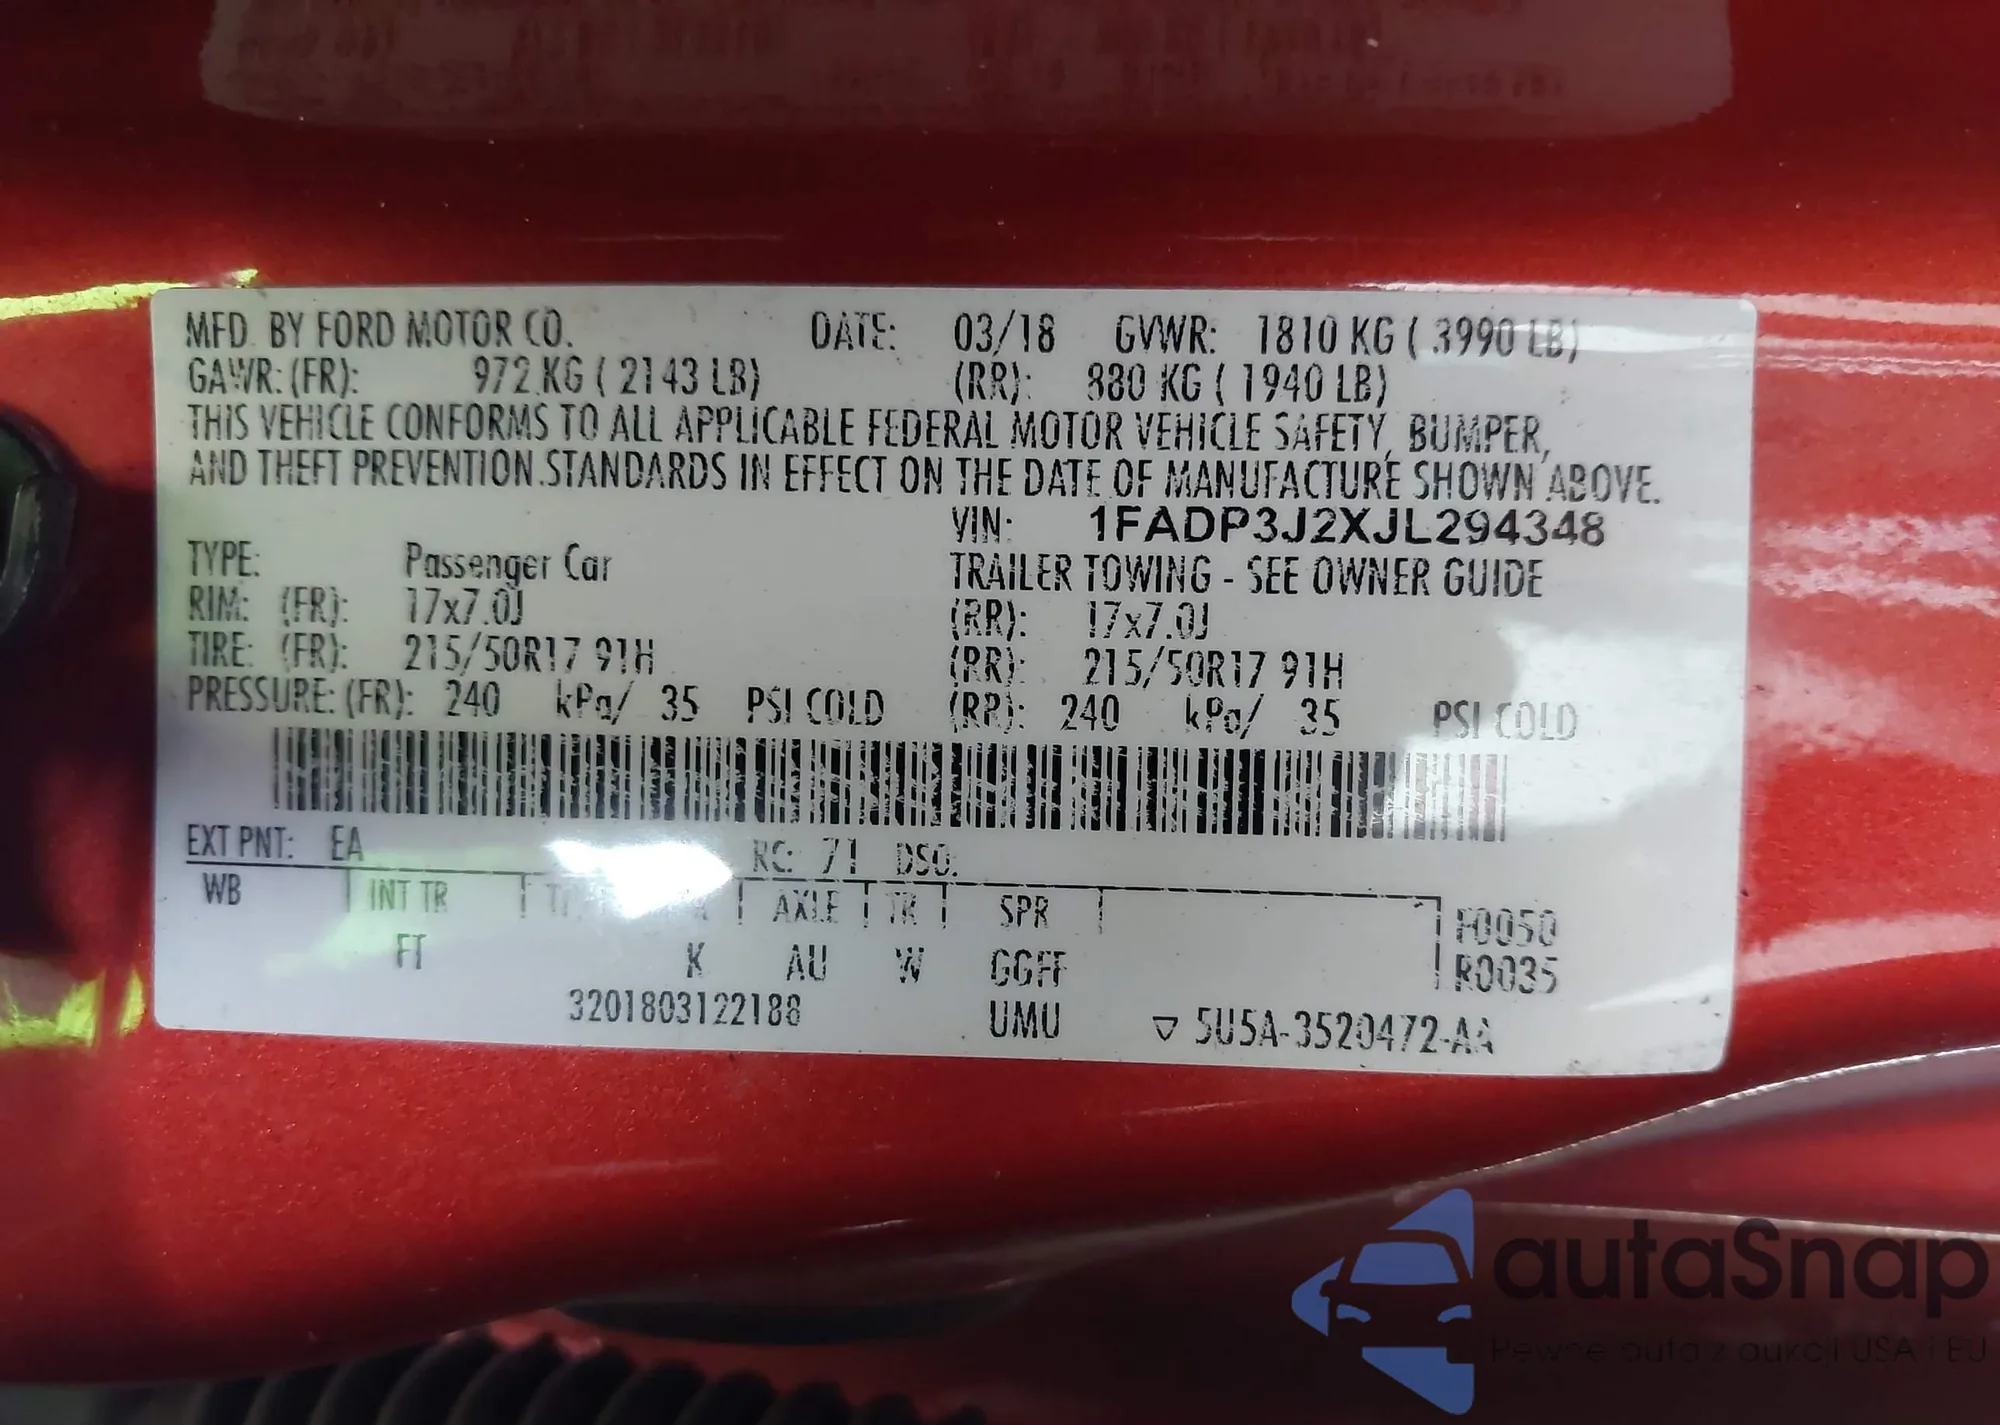 MFD. BY FORD MOTOR CO. DATE: 03/18 GVWR: 1810 KG ( 3990 LB)
GAWR: (FR): 972 KG ( 2143 LB) (RR): 880 KG ( 1940 LB)
THIS VEHICLE CONFORMS TO ALL APPLICABLE FEDERAL MOTOR VEHICLE SAFETY, BUMPER,
AND THEFT PREVENTION STANDARDS IN EFFECT ON THE DATE OF MANUFACTURE SHOWN ABOVE.
VIN: 1FADP3J2XJL294348
TYPE: Passenger Car TRAILER TOWING - SEE OWNER GUIDE
RIM: (FR): 17x7.0J (RR): 17x7.0J
TIRE: (FR): 215/50R17 91H (RR): 215/50R17 91H
PRESSURE: (FR): 240 kPa/ 35 PSI COLD (RR): 240 kPa/ 35 PSI COLD
EXT PNT: EA RC: 71 DSO:
WB INT TR AXLE TR SPR F0050
FT K AU W GGFF R0035
3201803122188 UMU ▽ 5U5A-3520472-AA
autaSnap
Pewne auta z aukcji USA i EU